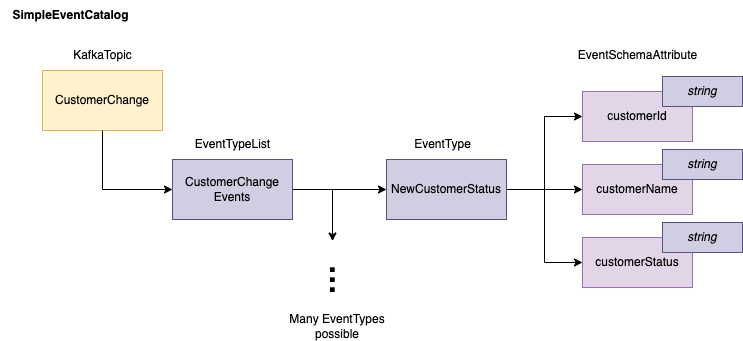 SimpleEventCatalog
KafkaTopic
CustomerChange
EventTypeList
CustomerChange
Events
EventType
NewCustomerStatus
EventSchemaAttribute
string
customerId
string
customerName
string
customerStatus
Many EventTypes
possible